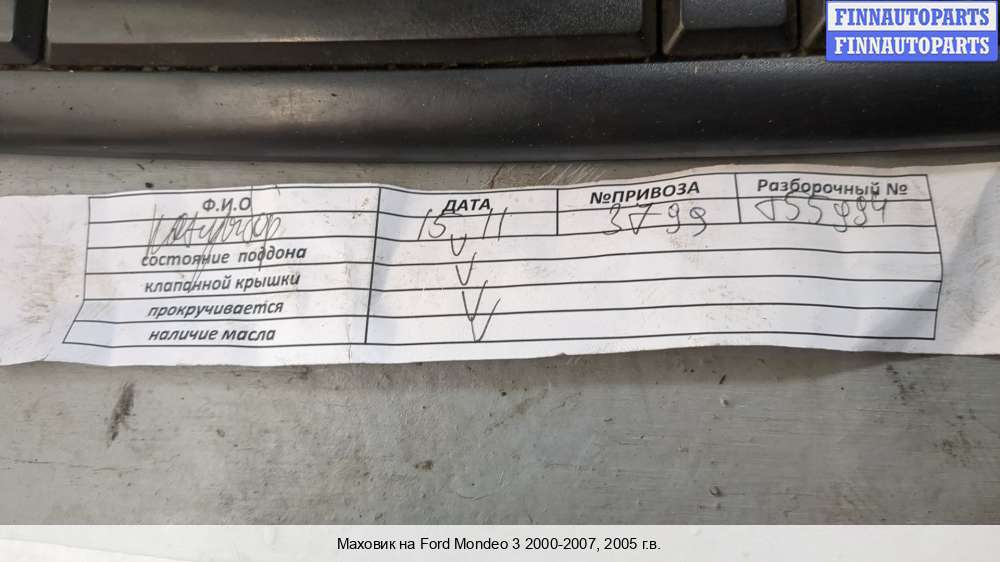 FINNAUTOPARTS
FINNAUTOPARTS
Ф.И.О ДАТА №ПРИВОЗА Разборочный №
15 11 3799
состояние поддона
клапанной крышки
прокручивается
наличие масла
Маховик на Ford Mondeo 3 2000-2007, 2005 г.в.